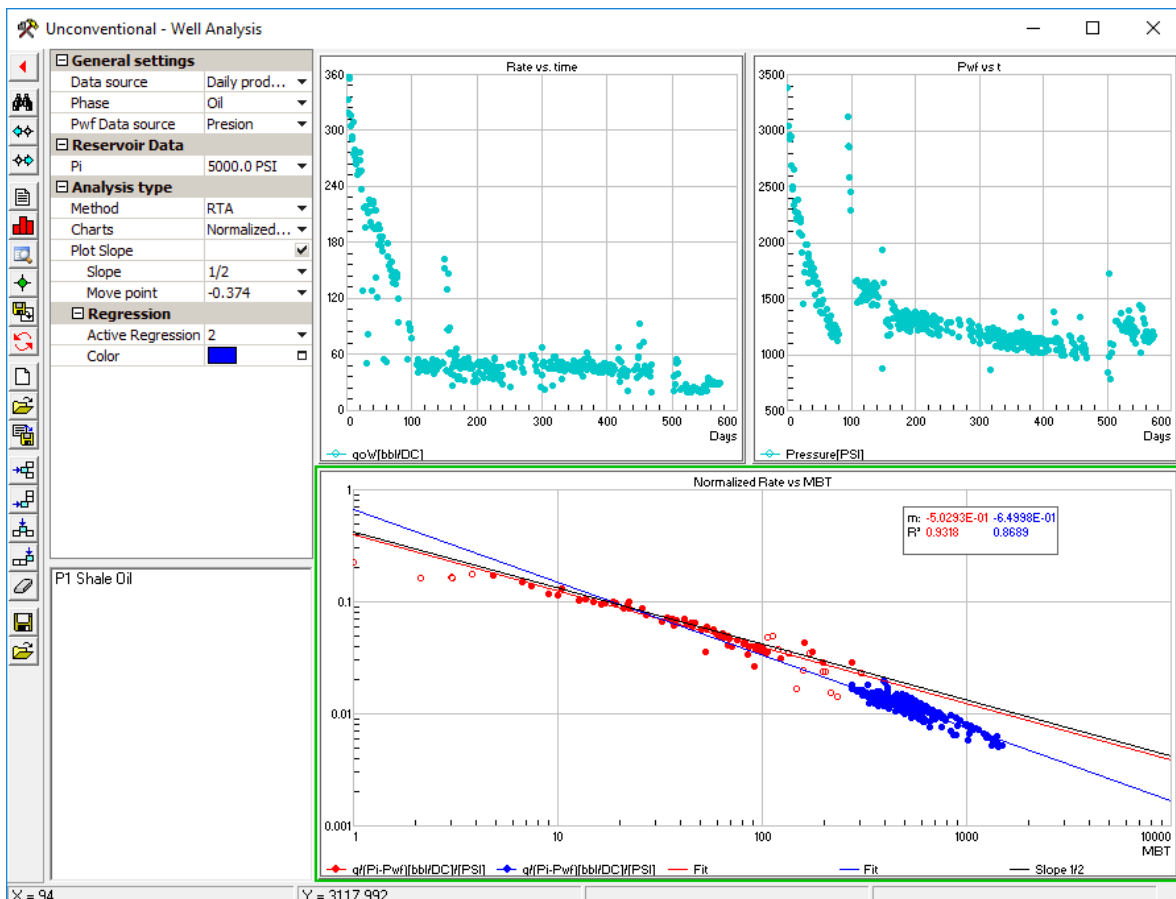 Unconventional - Well Analysis
General settings
Data source Daily prod...
Phase Oil
Pwf Data source Presion
Reservoir Data
Pi 5000.0 PSI
Analysis type
Method RTA
Charts Normalized...
Plot Slope
Slope 1/2
Move point -0.374
Regression
Active Regression 2
Color
P1 Shale Oil
Rate vs. time
360
300
240
180
120
60
0
0 100 200 300 400 500 600
Days
qoW[bbl/DC]
Pwf vs t
3500
3000
2500
2000
1500
1000
500
0 100 200 300 400 500 600
Days
Pressure[PSI]
Normalized Rate vs MBT
m: -5.0293E-01 -6.4998E-01
R² 0.9318 0.8689
1
0.1
0.01
0.001
1 10 100 1000 10000
MBT
q/(Pi-Pwf)[bbl/DC]/[PSI] q/(Pi-Pwf)[bbl/DC]/[PSI] Fit Fit Slope 1/2
X = 94 Y = 3117.992